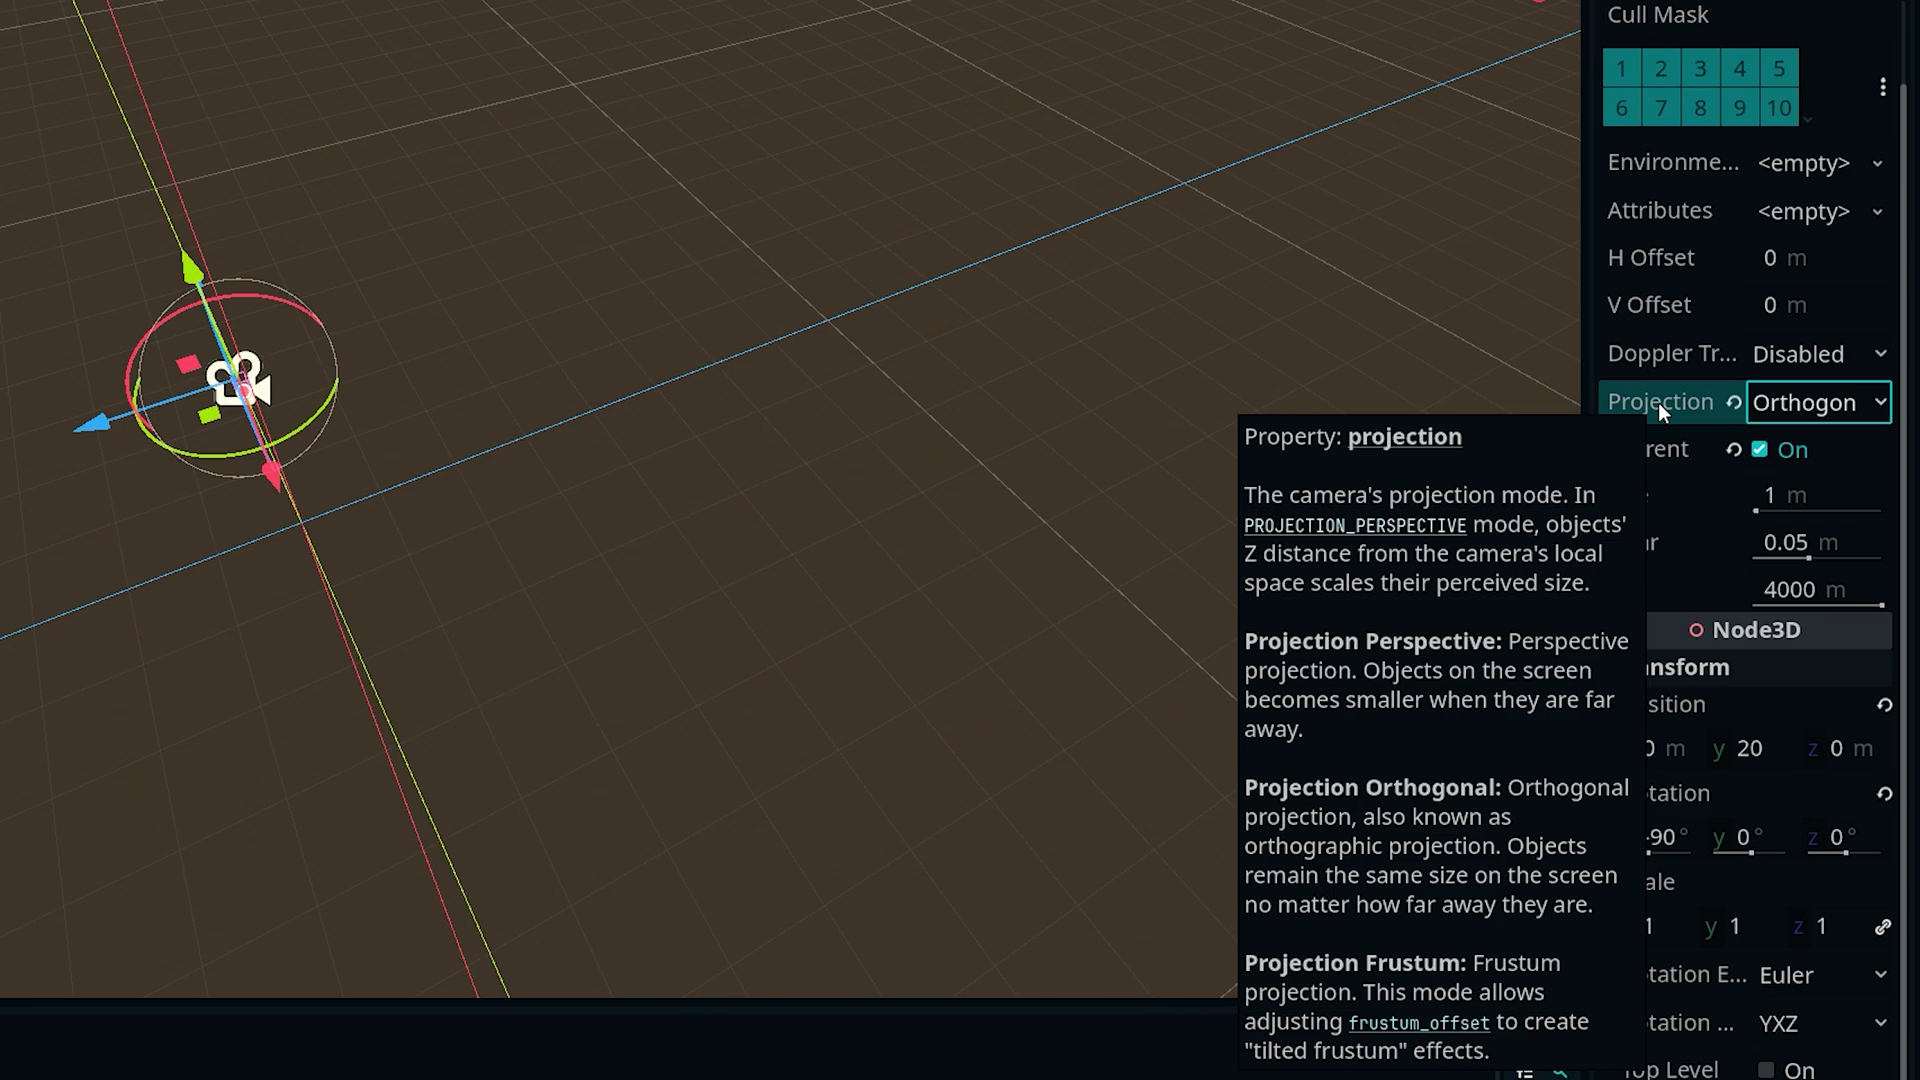 Cull Mask
1 2 3 4 5
6 7 8 9 10
Environme... <empty>
Attributes <empty>
H Offset 0 m
V Offset 0 m
Doppler Tr... Disabled
Projection Orthogon
rent On
1 m
r 0.05 m
4000 m
Node3D
ansform
sition
0 m y 20 z 0 m
tation
-90° y 0° z 0°
ale
1 y 1 z 1
tation E... Euler
tation ... YXZ
op Level On
Property: projection
The camera's projection mode. In
PROJECTION_PERSPECTIVE mode, objects'
Z distance from the camera's local
space scales their perceived size.
Projection Perspective: Perspective
projection. Objects on the screen
becomes smaller when they are far
away.
Projection Orthogonal: Orthogonal
projection, also known as
orthographic projection. Objects
remain the same size on the screen
no matter how far away they are.
Projection Frustum: Frustum
projection. This mode allows
adjusting frustum_offset to create
"tilted frustum" effects.